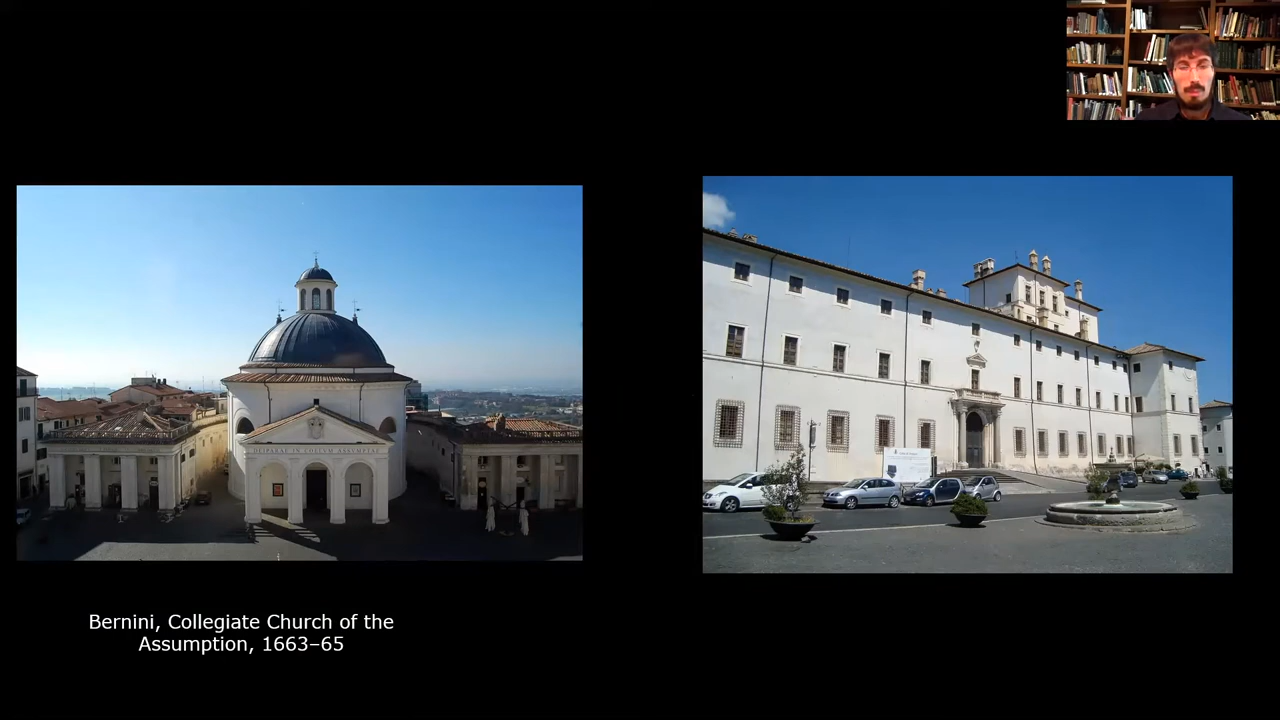 Bernini, Collegiate Church of the
Assumption, 1663–65